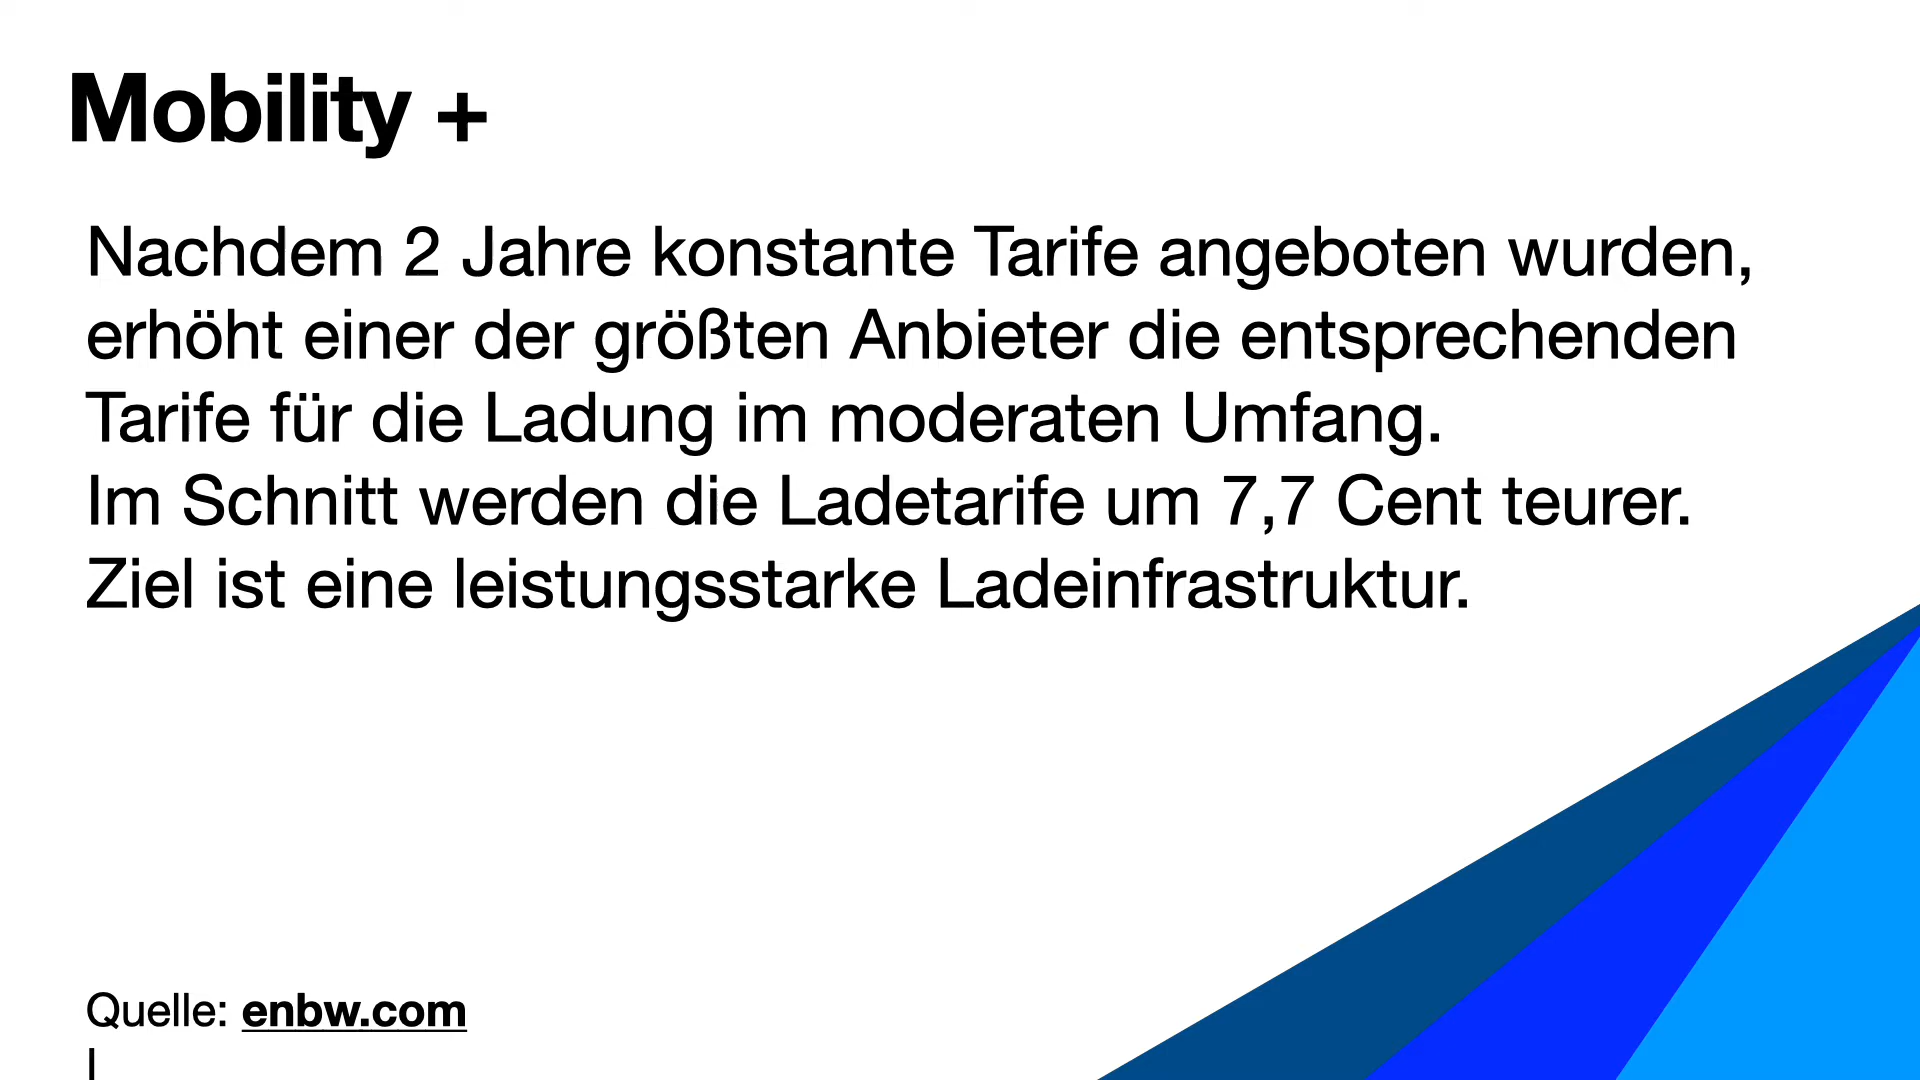 Mobility +
Nachdem 2 Jahre konstante Tarife angeboten wurden,
erhöht einer der größten Anbieter die entsprechenden
Tarife für die Ladung im moderaten Umfang.
Im Schnitt werden die Ladetarife um 7,7 Cent teurer.
Ziel ist eine leistungsstarke Ladeinfrastruktur.
Quelle: enbw.com